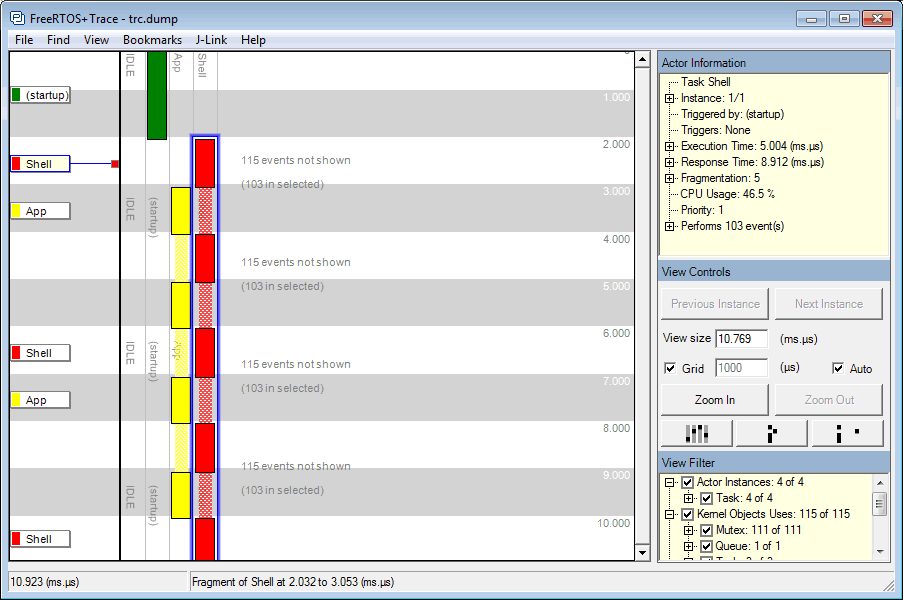 FreeRTOS+Trace - trc.dump
File Find View Bookmarks J-Link Help
IDLE
App
Shell
(startup)
1.000
2.000
Shell
115 events not shown
(103 in selected)
3.000
App
IDLE
(startup)
4.000
115 events not shown
(103 in selected)
5.000
6.000
Shell
IDLE
(startup)
App
115 events not shown
(103 in selected)
7.000
App
8.000
115 events not shown
(103 in selected)
9.000
IDLE
(startup)
10.000
Shell
Actor Information
Task Shell
Instance: 1/1
Triggered by: (startup)
Triggers: None
Execution Time: 5.004 (ms.µs)
Response Time: 8.912 (ms.µs)
Fragmentation: 5
CPU Usage: 46.5 %
Priority: 1
Performs 103 event(s)
View Controls
Previous Instance Next Instance
View size 10.769 (ms.µs)
Grid 1000 (µs) Auto
Zoom In Zoom Out
View Filter
Actor Instances: 4 of 4
Task: 4 of 4
Kernel Objects Uses: 115 of 115
Mutex: 111 of 111
Queue: 1 of 1
10.923 (ms.µs) Fragment of Shell at 2.032 to 3.053 (ms.µs)